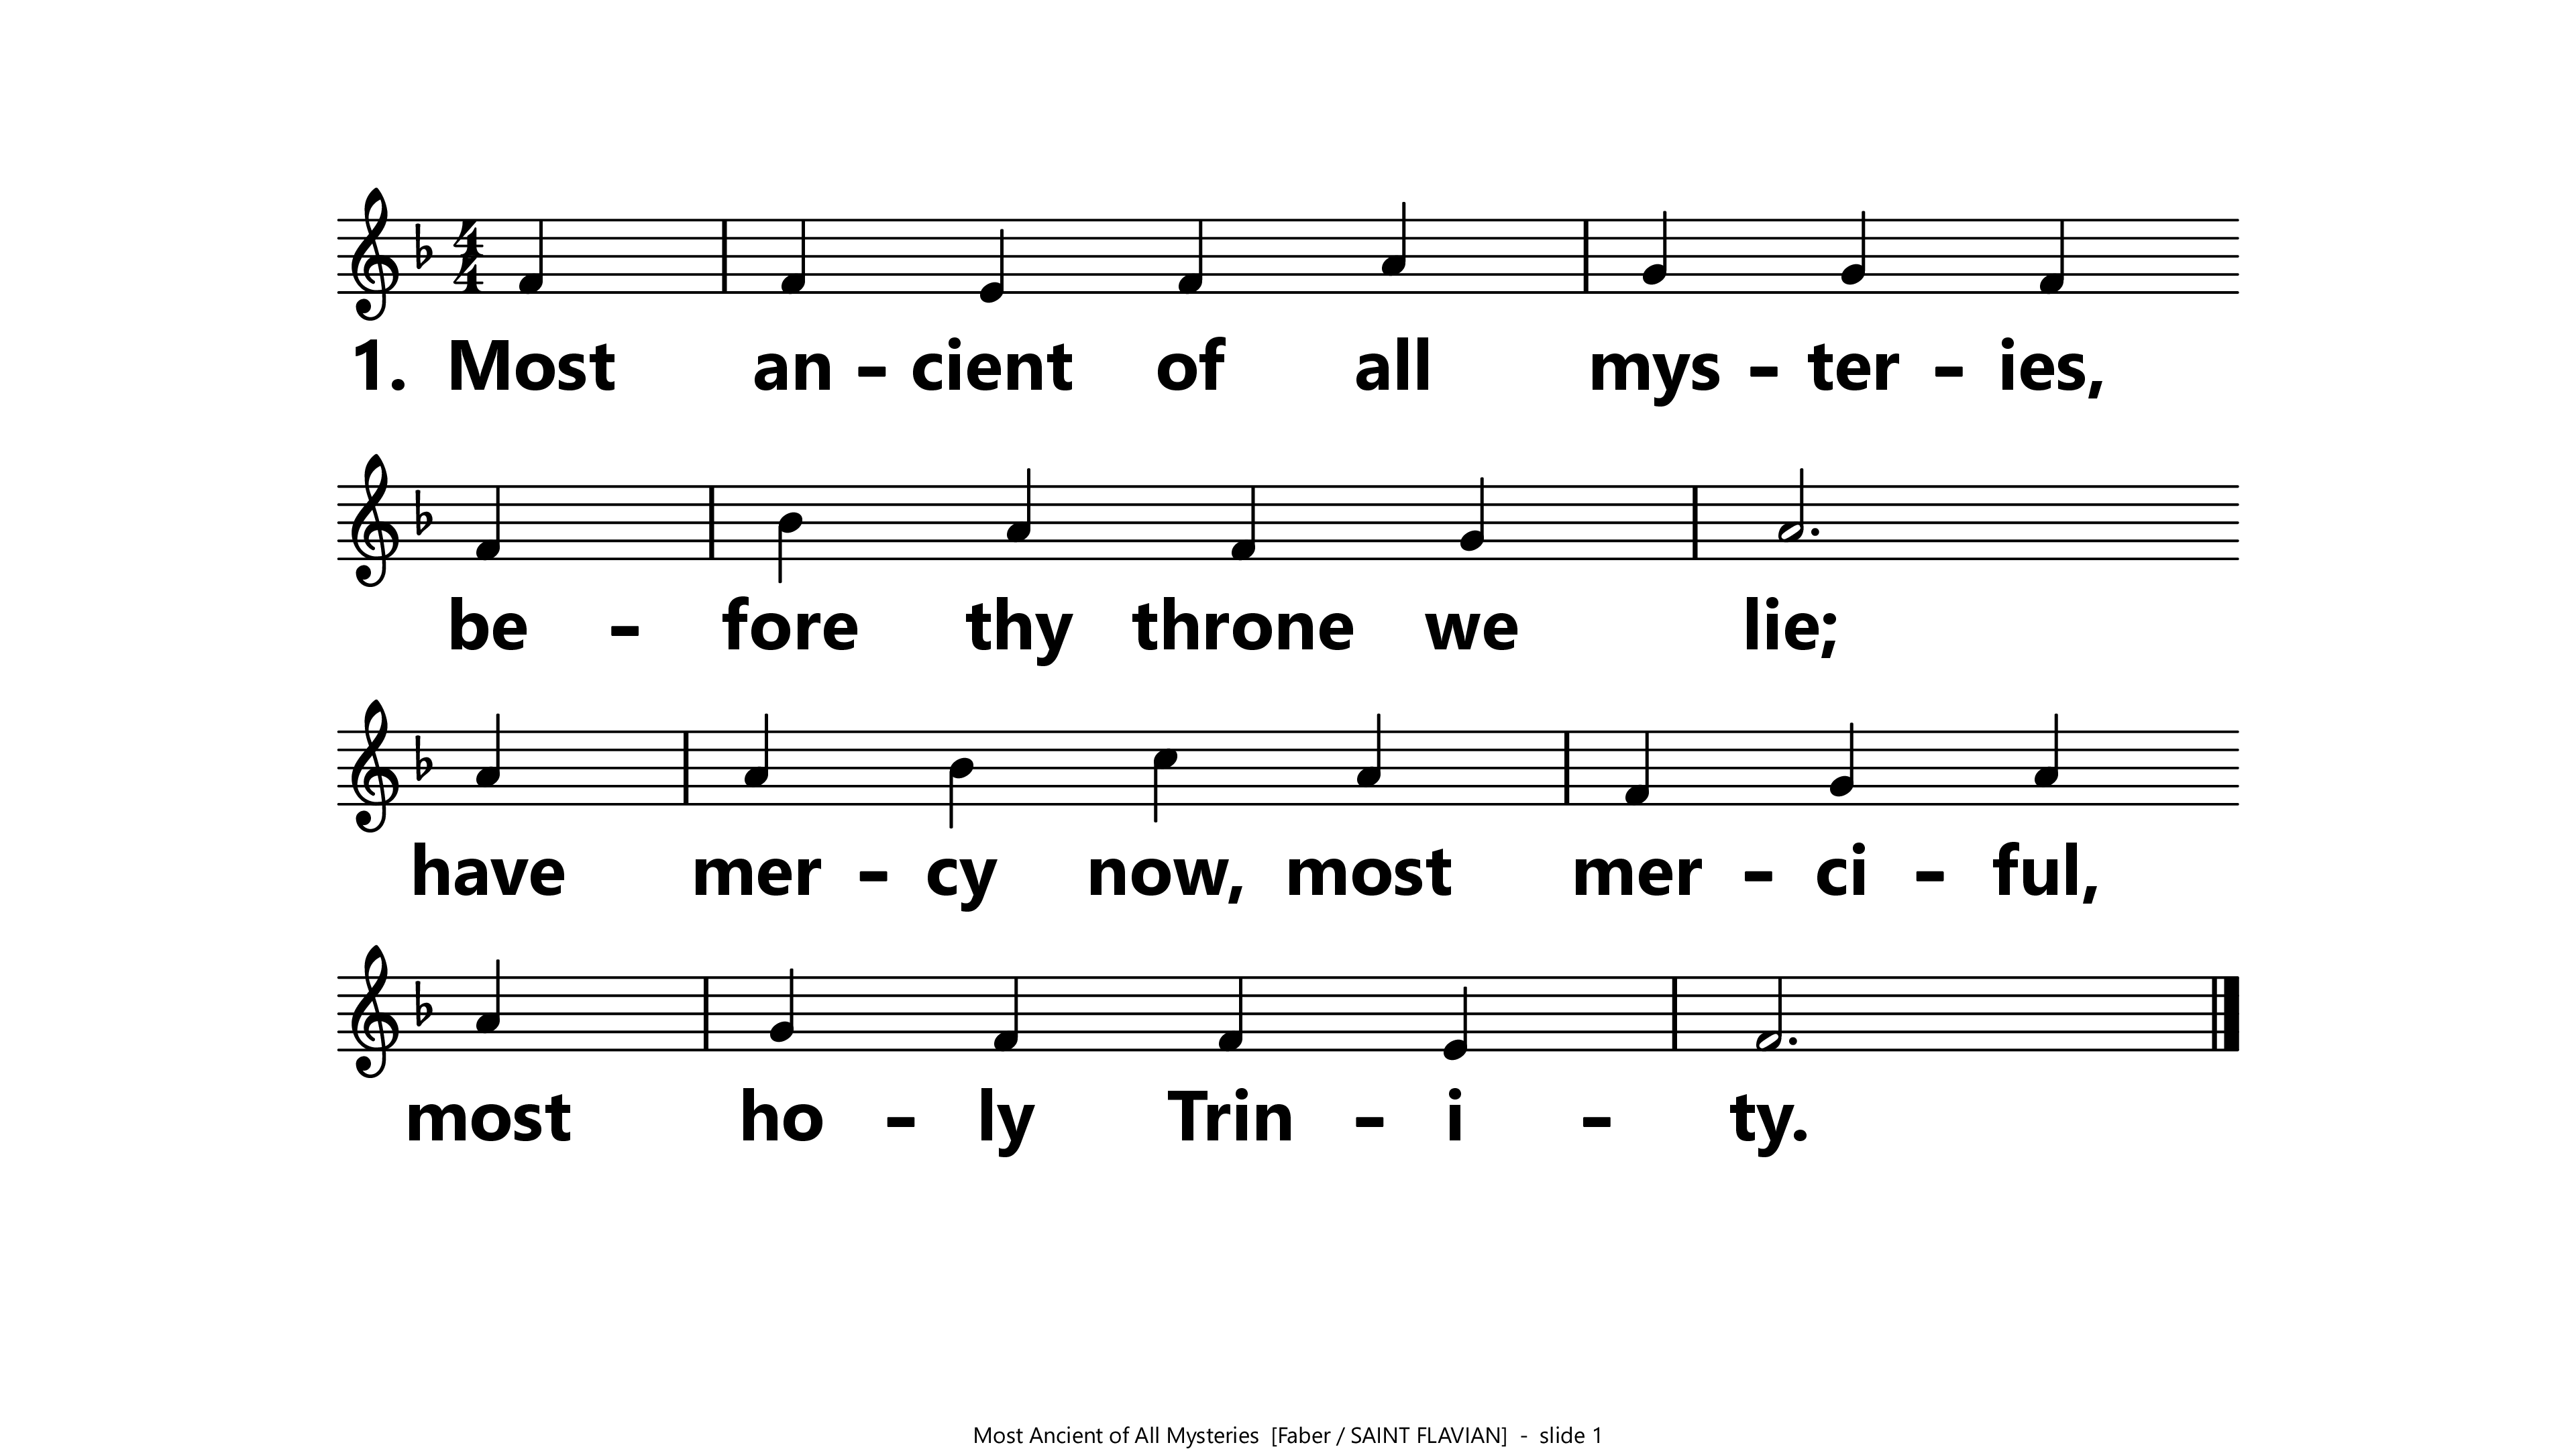 1. Most an - cient of all mys - ter - ies,
be - fore thy throne we lie;
have mer - cy now, most mer - ci - ful,
most ho - ly Trin - i - ty.
Most Ancient of All Mysteries [Faber / SAINT FLAVIAN] - slide 1